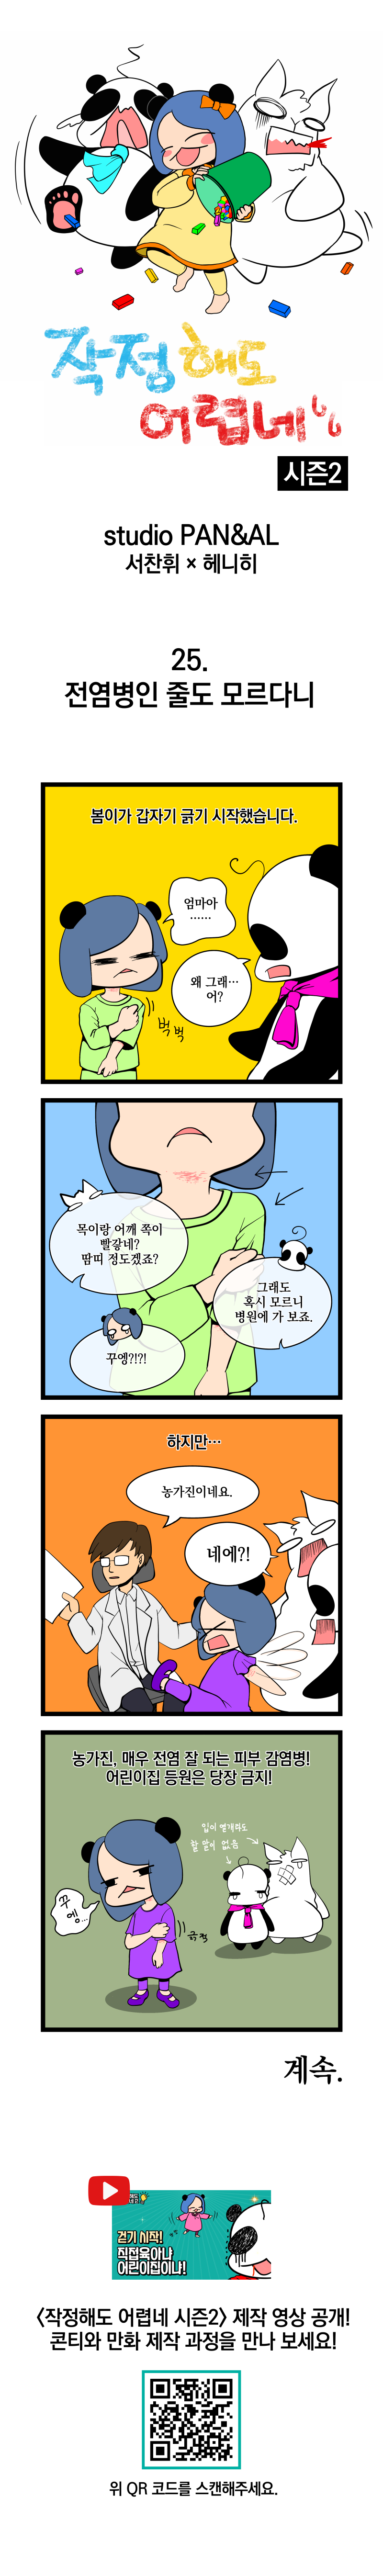 작정해도
어렵네
시즌2
studio PAN&AL
서찬휘 × 헤니히
25.
전염병인 줄도 모르다니
봄이가 갑자기 긁기 시작했습니다.
엄마아
……
왜 그래…
어?
벅벅
목이랑 어깨 쪽이
빨갛네?
땀띠 정도겠죠?
그래도
혹시 모르니
병원에 가 보죠.
꾸엥?!?!
하지만…
농가진이네요.
네에?!
농가진, 매우 전염 잘 되는 피부 감염병!
어린이집 등원은 당장 금지!
입이 열개라도
할 말이 없음
꾸
엥…
긁적
계속.
걷기 시작!
직접육아냐
어린이집이냐!
<작정해도 어렵네 시즌2> 제작 영상 공개!
콘티와 만화 제작 과정을 만나 보세요!
위 QR 코드를 스캔해주세요.